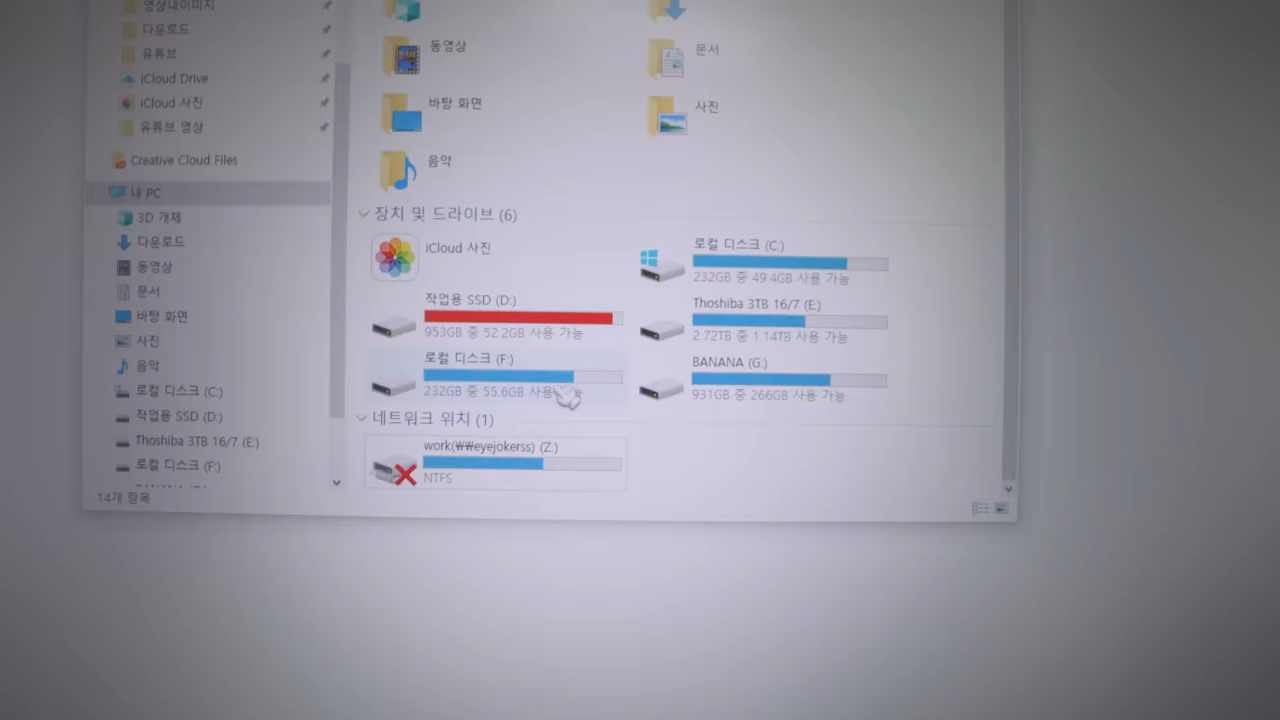 영상내이미지
다운로드
유튜브
iCloud Drive
iCloud 사진
유튜브 영상
Creative Cloud Files
내 PC
3D 개체
다운로드
동영상
문서
바탕 화면
사진
음악
로컬 디스크 (C:)
작업용 SSD (D:)
Thoshiba 3TB 16/7 (E:)
로컬 디스크 (F:)
14개 항목
동영상
문서
바탕 화면
사진
음악
장치 및 드라이브 (6)
iCloud 사진
로컬 디스크 (C:)
232GB 중 49.4GB 사용 가능
작업용 SSD (D:)
953GB 중 52.2GB 사용 가능
Thoshiba 3TB 16/7 (E:)
2.72TB 중 1.14TB 사용 가능
로컬 디스크 (F:)
232GB 중 55.6GB 사용
BANANA (G:)
931GB 중 266GB 사용 가능
네트워크 위치 (1)
work(₩₩eyejokerss) (Z:)
NTFS